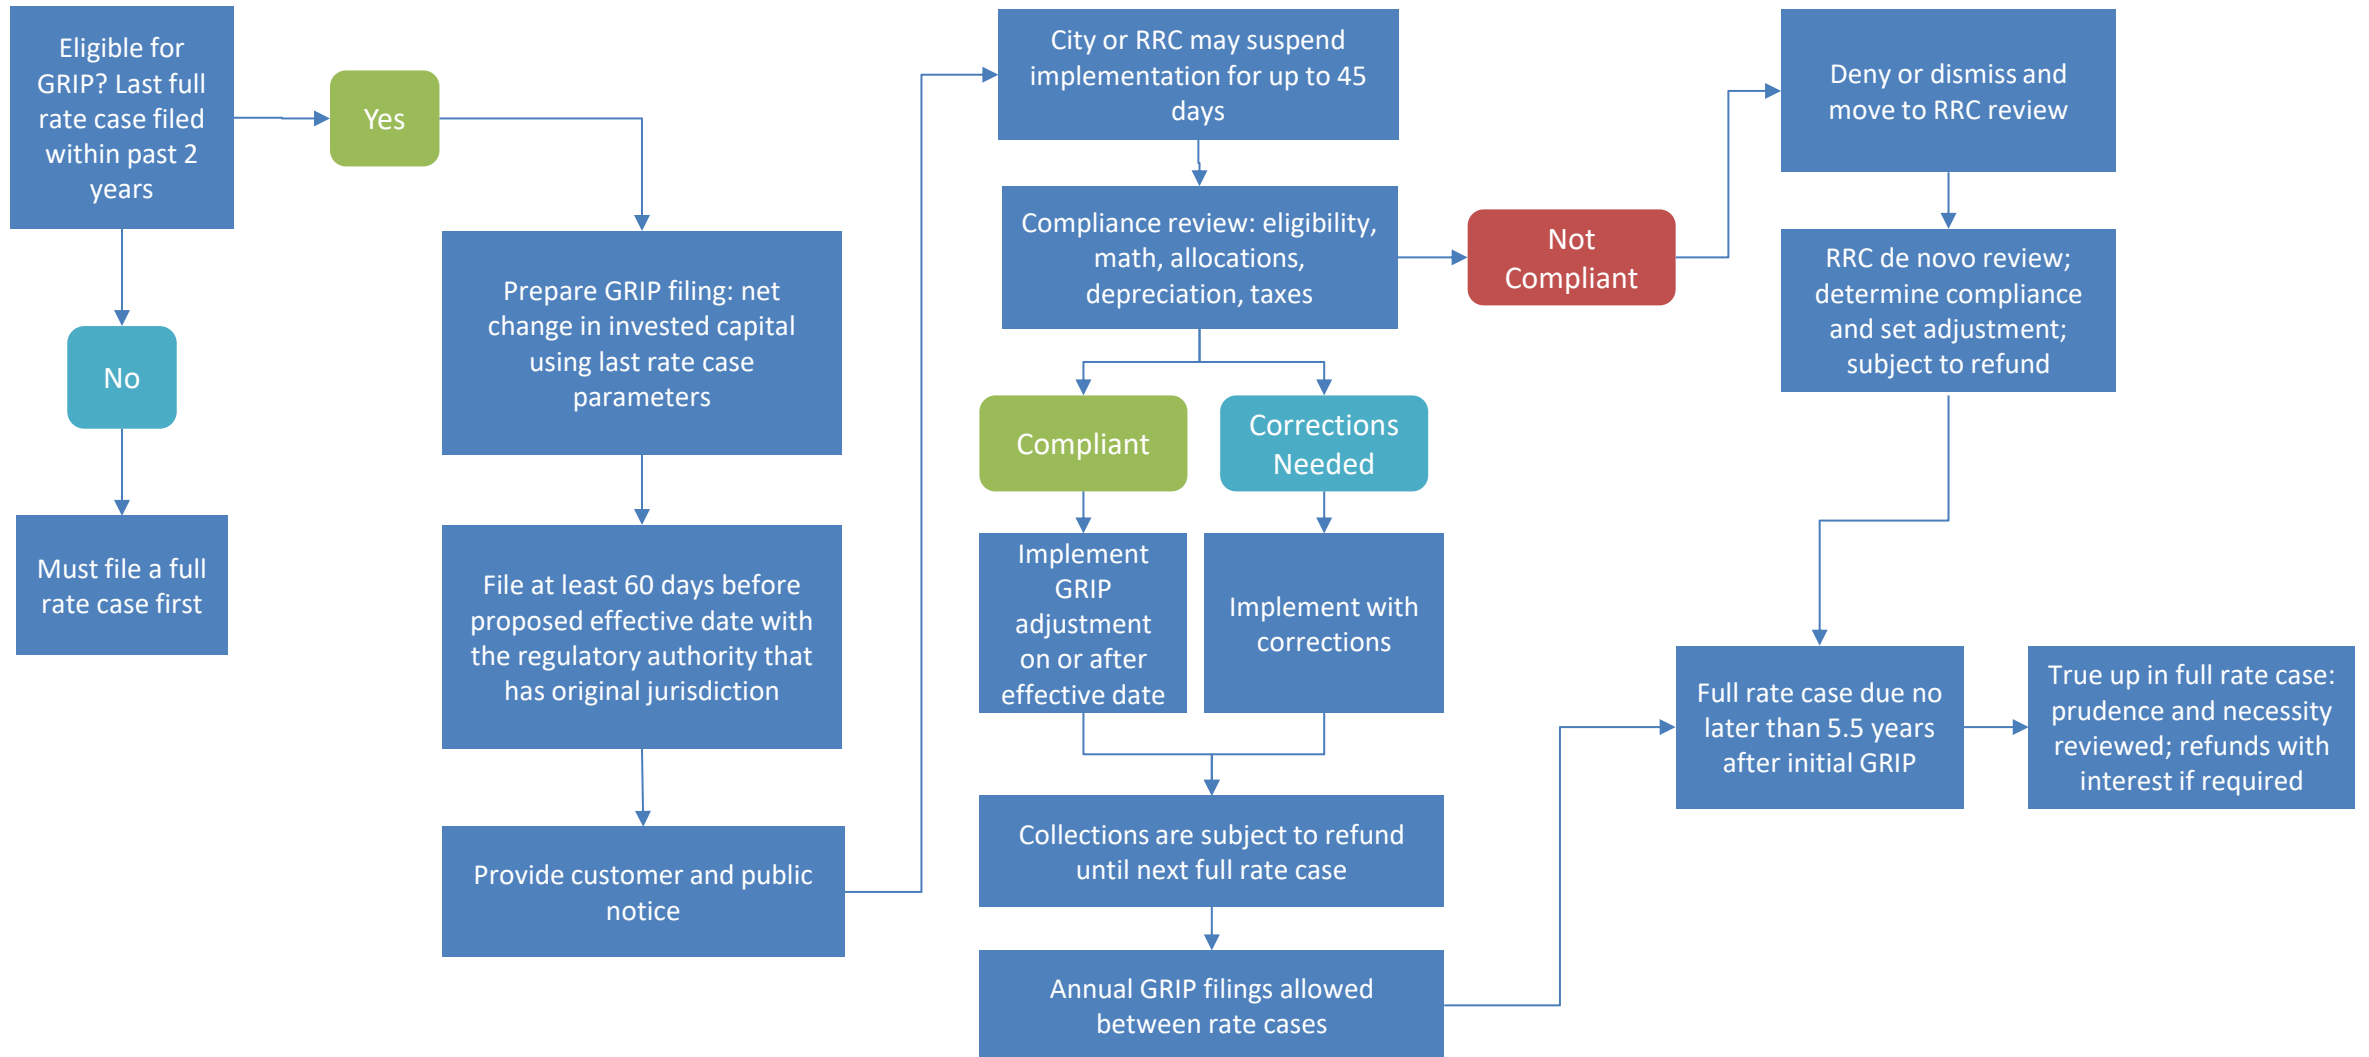 Eligible for
GRIP? Last full
rate case filed
within past 2
years
Yes
No
Must file a full
rate case first
Prepare GRIP filing: net
change in invested capital
using last rate case
parameters
File at least 60 days before
proposed effective date with
the regulatory authority that
has original jurisdiction
Provide customer and public
notice
City or RRC may suspend
implementation for up to 45
days
Compliance review: eligibility,
math, allocations,
depreciation, taxes
Not
Compliant
Compliant
Corrections
Needed
Implement
GRIP
adjustment
on or after
effective date
Implement with
corrections
Collections are subject to refund
until next full rate case
Annual GRIP filings allowed
between rate cases
Deny or dismiss and
move to RRC review
RRC de novo review;
determine compliance
and set adjustment;
subject to refund
Full rate case due no
later than 5.5 years
after initial GRIP
True up in full rate case:
prudence and necessity
reviewed; refunds with
interest if required